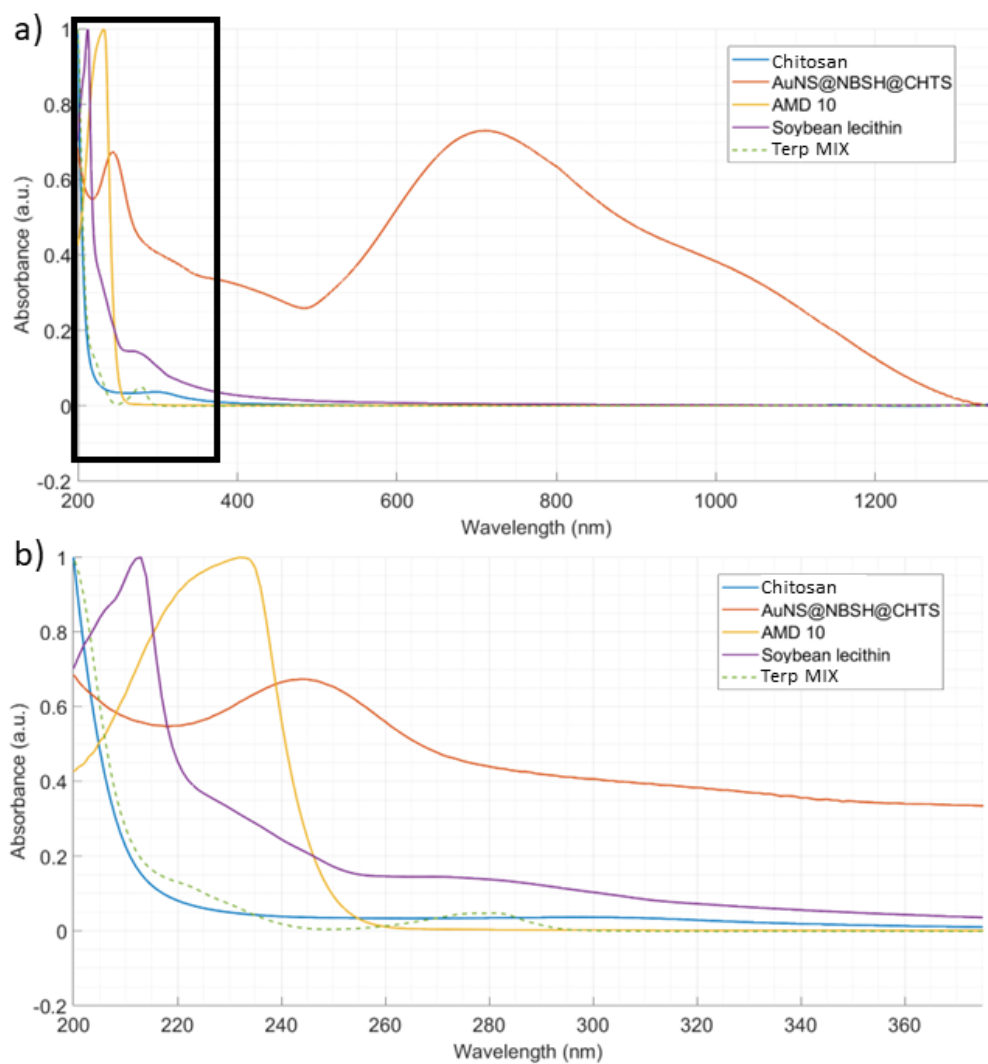 a)
1
0.8
0.6
0.4
0.2
0
-0.2
Absorbance (a.u.)
Chitosan
AuNS@NBSH@CHTS
AMD 10
Soybean lecithin
Terp MIX
200 400 600 800 1000 1200
Wavelength (nm)
b)
1
0.8
0.6
0.4
0.2
0
-0.2
Absorbance (a.u.)
Chitosan
AuNS@NBSH@CHTS
AMD 10
Soybean lecithin
Terp MIX
200 220 240 260 280 300 320 340 360
Wavelength (nm)